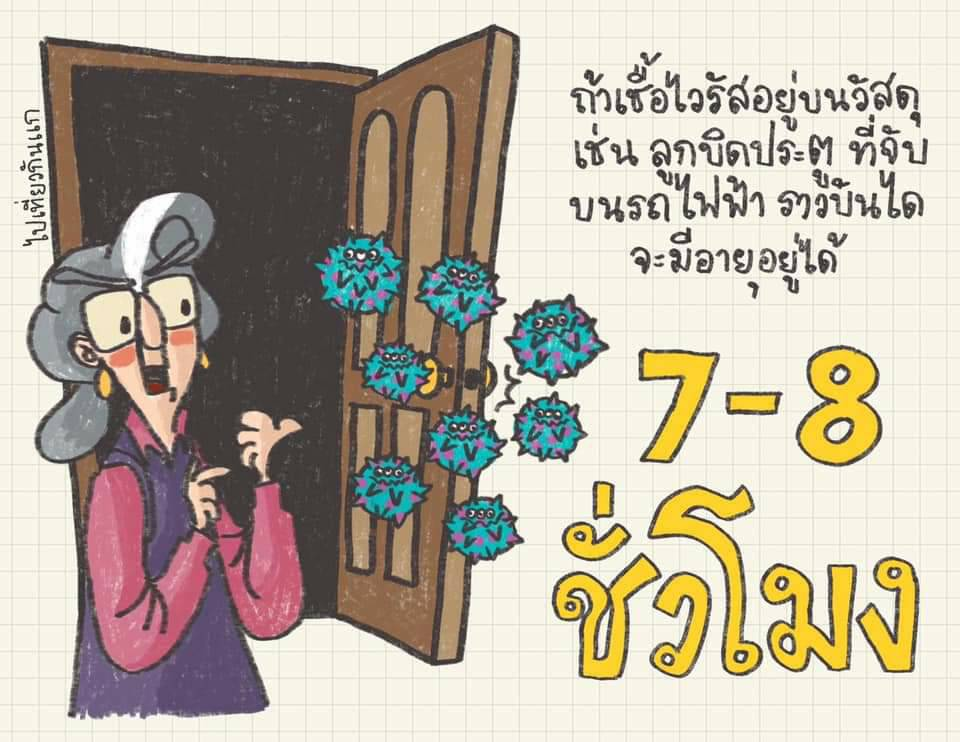 ไปเที่ยวกันแก
ถ้าเชื้อไวรัสอยู่บนวัสดุ
เช่น ลูกบิดประตู ที่จับ
บนรถไฟฟ้า ราวบันได
จะมีอายุอยู่ได้
7-8
ชั่วโมง